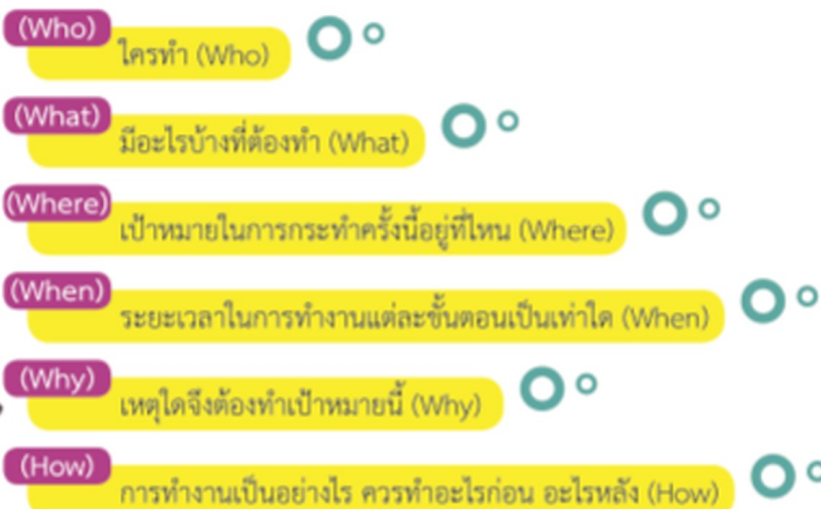 (Who)
ใครทำ (Who)
(What)
มีอะไรบ้างที่ต้องทำ (What)
(Where)
เป้าหมายในการกระทำครั้งนี้อยู่ที่ไหน (Where)
(When)
ระยะเวลาในการทำงานแต่ละขั้นตอนเป็นเท่าใด (When)
(Why)
เหตุใดจึงต้องทำเป้าหมายนี้ (Why)
(How)
การทำงานเป็นอย่างไร ควรทำอะไรก่อน อะไรหลัง (How)